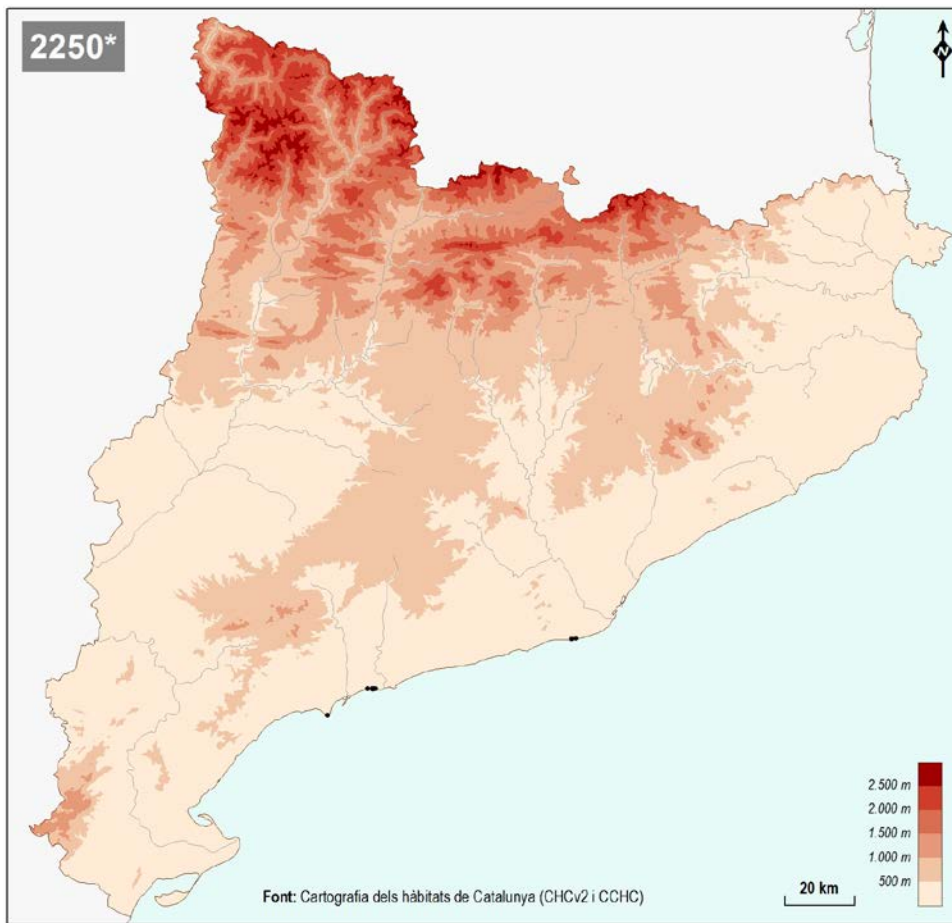 2250*
N
2.500 m
2.000 m
1.500 m
1.000 m
500 m
20 km
Font: Cartografia dels hàbitats de Catalunya (CHCv2 i CCHC)